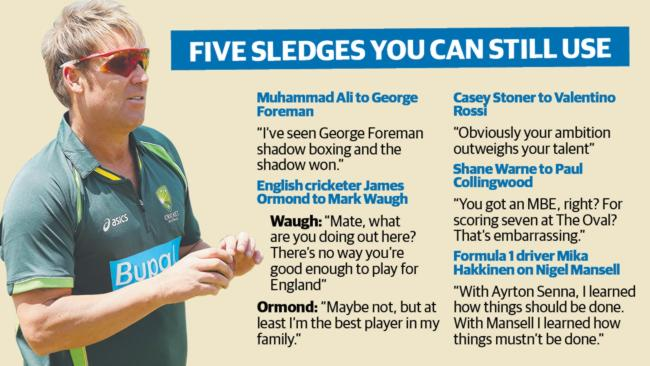 FIVE SLEDGES YOU CAN STILL USE
Muhammad Ali to George
Foreman
"I've seen George Foreman
shadow boxing and the
shadow won."
English cricketer James
Ormond to Mark Waugh
Waugh: "Mate, what
are you doing out here?
There's no way you're
good enough to play for
England"
Ormond: "Maybe not, but at
least I'm the best player in my
family."
Casey Stoner to Valentino
Rossi
"Obviously your ambition
outweighs your talent"
Shane Warne to Paul
Collingwood
"You got an MBE, right? For
scoring seven at The Oval?
That's embarrassing."
Formula 1 driver Mika
Hakkinen on Nigel Mansell
"With Ayrton Senna, I learned
how things should be done.
With Mansell I learned how
things mustn't be done."
asics
Bupa